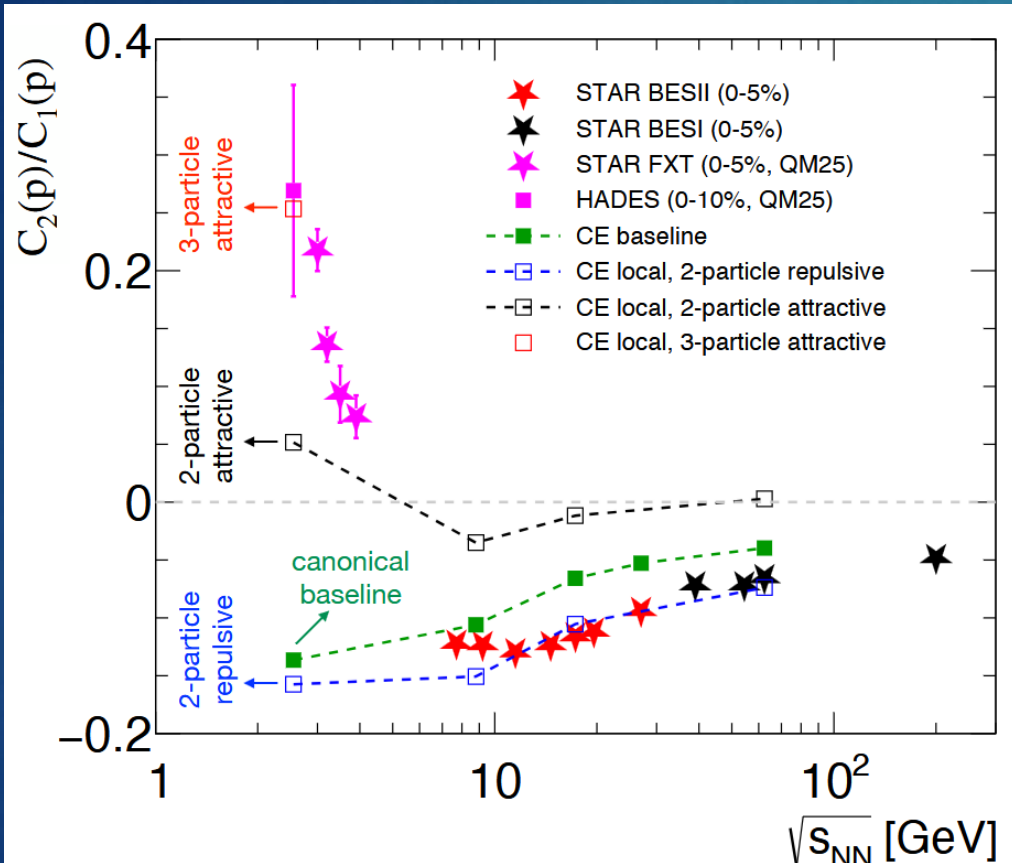 C₂(p)/C₁(p)
0.4
0.2
0
−0.2
STAR BESII (0-5%)
STAR BESI (0-5%)
STAR FXT (0-5%, QM25)
HADES (0-10%, QM25)
CE baseline
CE local, 2-particle repulsive
CE local, 2-particle attractive
CE local, 3-particle attractive
3-particle
attractive
2-particle
attractive
canonical
baseline
2-particle
repulsive
1 10 10²
√s_NN [GeV]